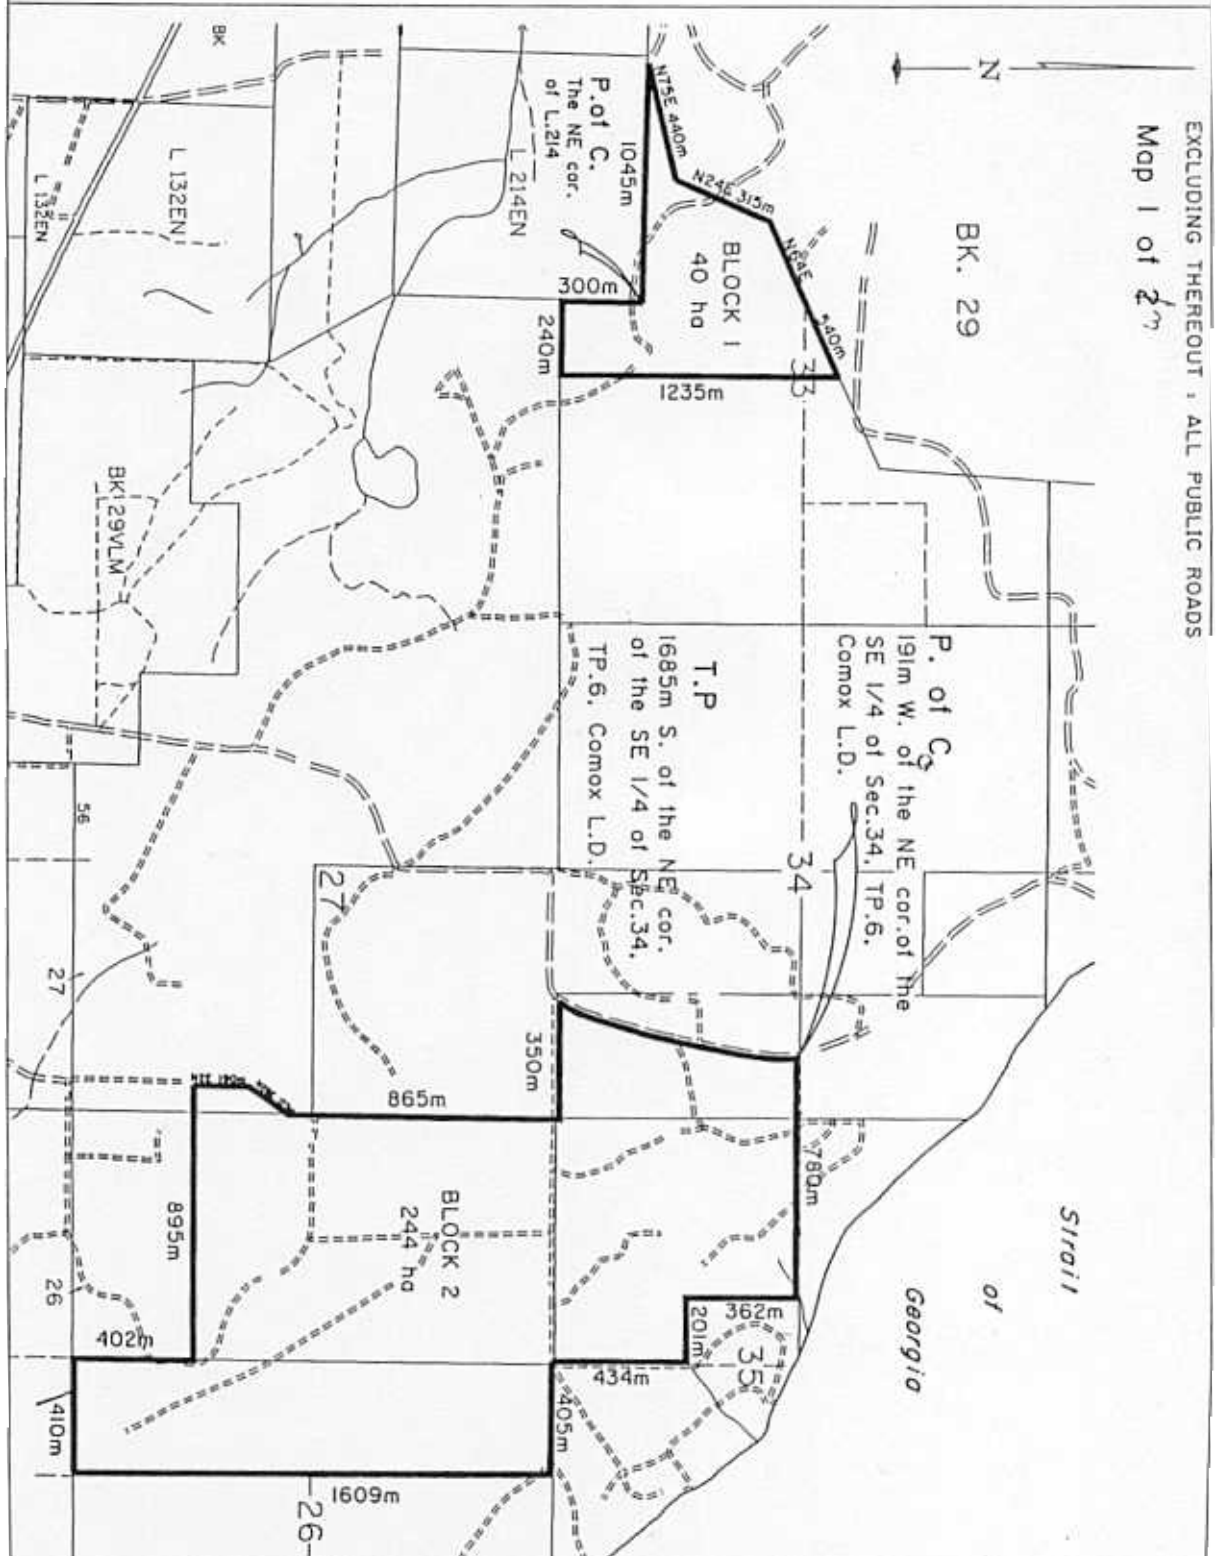 EXCLUDING THEREOUT : ALL PUBLIC ROADS
Map 1 of 2
N
BK. 29
Strait
of
Georgia
P. of C.
191m W. of the NE cor. of the
SE 1/4 of Sec.34, TP.6,
Comox L.D.
T.P
1685m S. of the NE cor.
of the SE 1/4 of Sec.34,
TP.6, Comox L.D.
33
34
35
N75E 440m
N24E 315m
N64E
540m
BLOCK 1
40 ha
1045m
P. of C.
The NE cor.
of L.214
300m
240m
1235m
L 214EN
BK
L 132EN
L 132EN
BK 29VLM
56
27
27
350m
865m
780m
362m
201m
434m
405m
BLOCK 2
244 ha
895m
402m
410m
1609m
26
26